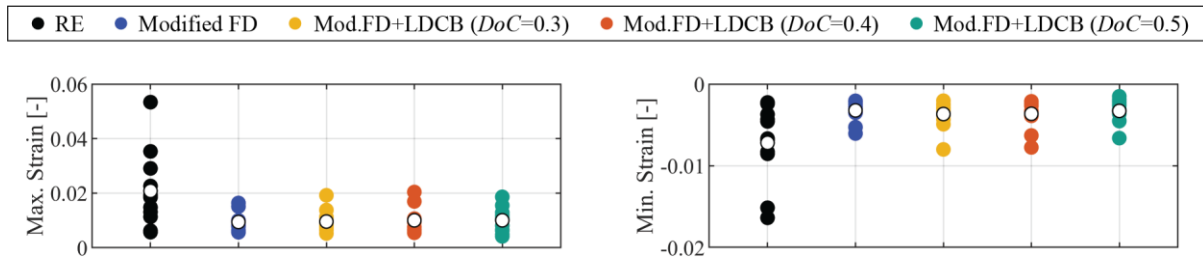 RE Modified FD Mod.FD+LDCB (DoC=0.3) Mod.FD+LDCB (DoC=0.4) Mod.FD+LDCB (DoC=0.5)
Max. Strain [-]
0.06
0.04
0.02
0
Min. Strain [-]
0
-0.01
-0.02